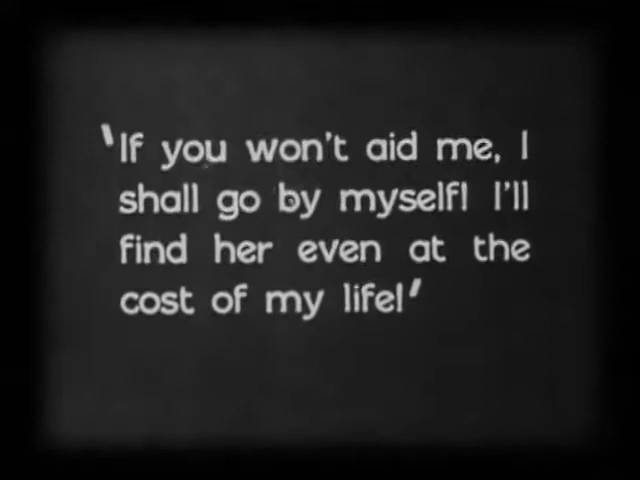 'If you won't aid me, I
shall go by myself! I'll
find her even at the
cost of my life!'